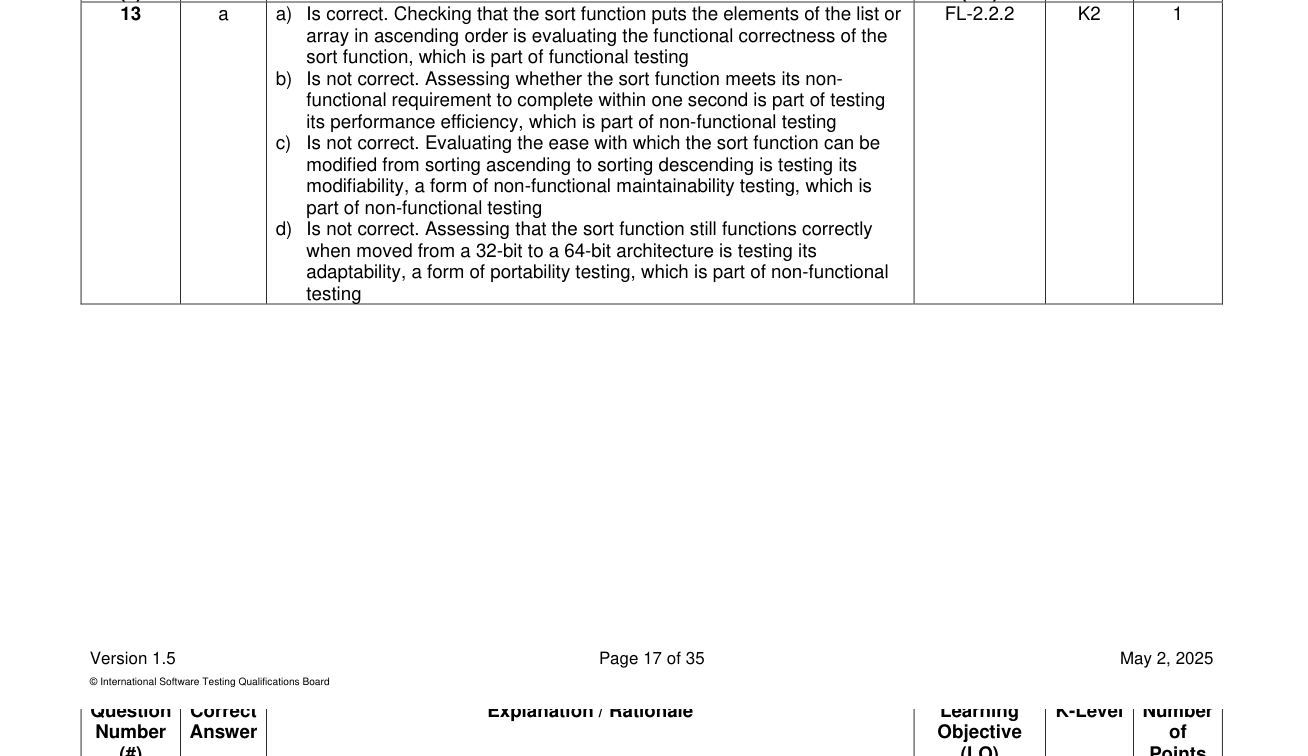 13 a a) Is correct. Checking that the sort function puts the elements of the list or FL-2.2.2 K2 1
array in ascending order is evaluating the functional correctness of the
sort function, which is part of functional testing
b) Is not correct. Assessing whether the sort function meets its non-
functional requirement to complete within one second is part of testing
its performance efficiency, which is part of non-functional testing
c) Is not correct. Evaluating the ease with which the sort function can be
modified from sorting ascending to sorting descending is testing its
modifiability, a form of non-functional maintainability testing, which is
part of non-functional testing
d) Is not correct. Assessing that the sort function still functions correctly
when moved from a 32-bit to a 64-bit architecture is testing its
adaptability, a form of portability testing, which is part of non-functional
testing
Version 1.5 Page 17 of 35 May 2, 2025
© International Software Testing Qualifications Board
Question Correct Explanation / Rationale Learning K-Level Number
Number Answer Objective of
(#) (LO) Points